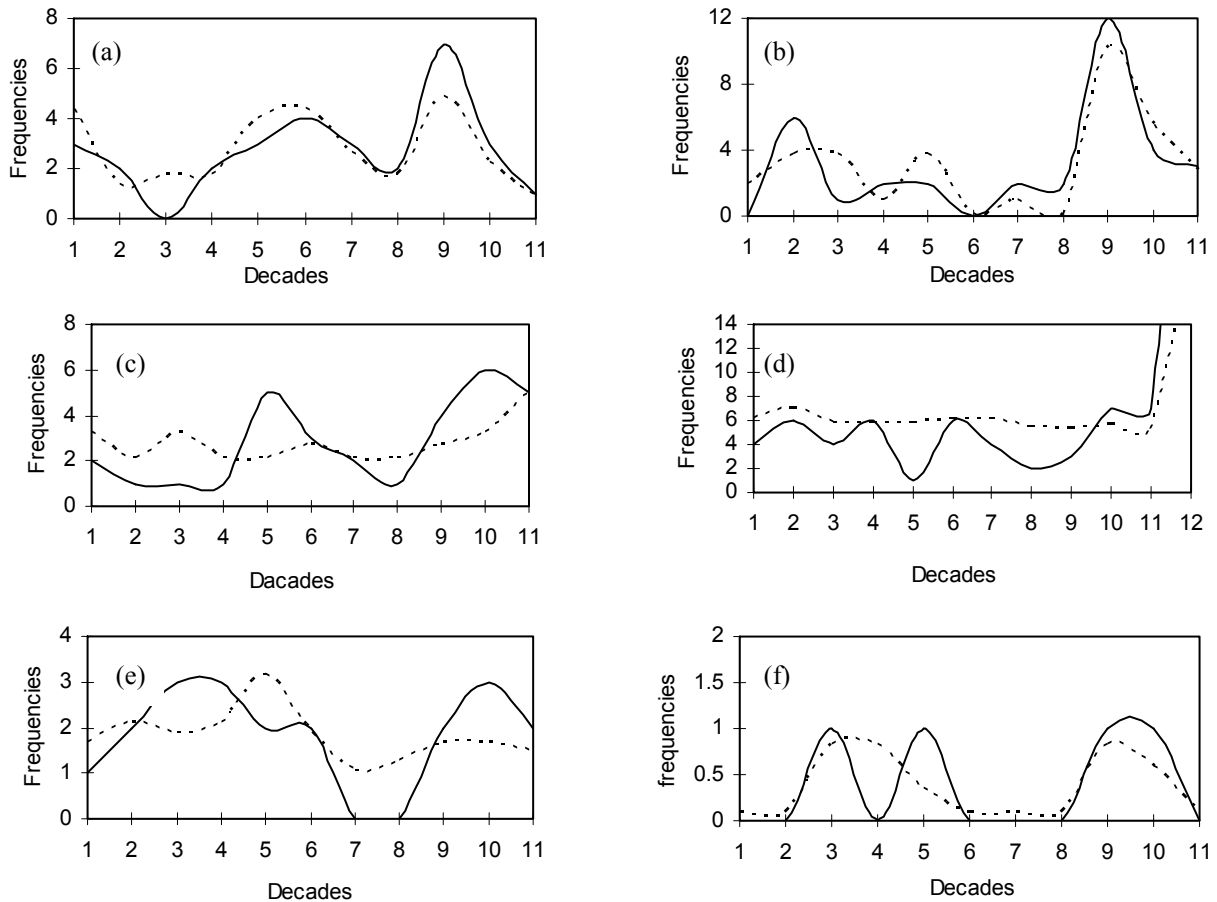 (a)
Frequencies
8
6
4
2
0
1 2 3 4 5 6 7 8 9 10 11
Decades
(b)
Frequencies
12
8
4
0
1 2 3 4 5 6 7 8 9 10 11
Decades
(c)
Frequencies
8
6
4
2
0
1 2 3 4 5 6 7 8 9 10 11
Dacades
(d)
Frequencies
14
12
10
8
6
4
2
0
1 2 3 4 5 6 7 8 9 10 11 12
Decades
(e)
Frequencies
4
3
2
1
0
1 2 3 4 5 6 7 8 9 10 11
Decades
(f)
frequencies
2
1.5
1
0.5
0
1 2 3 4 5 6 7 8 9 10 11
Decades